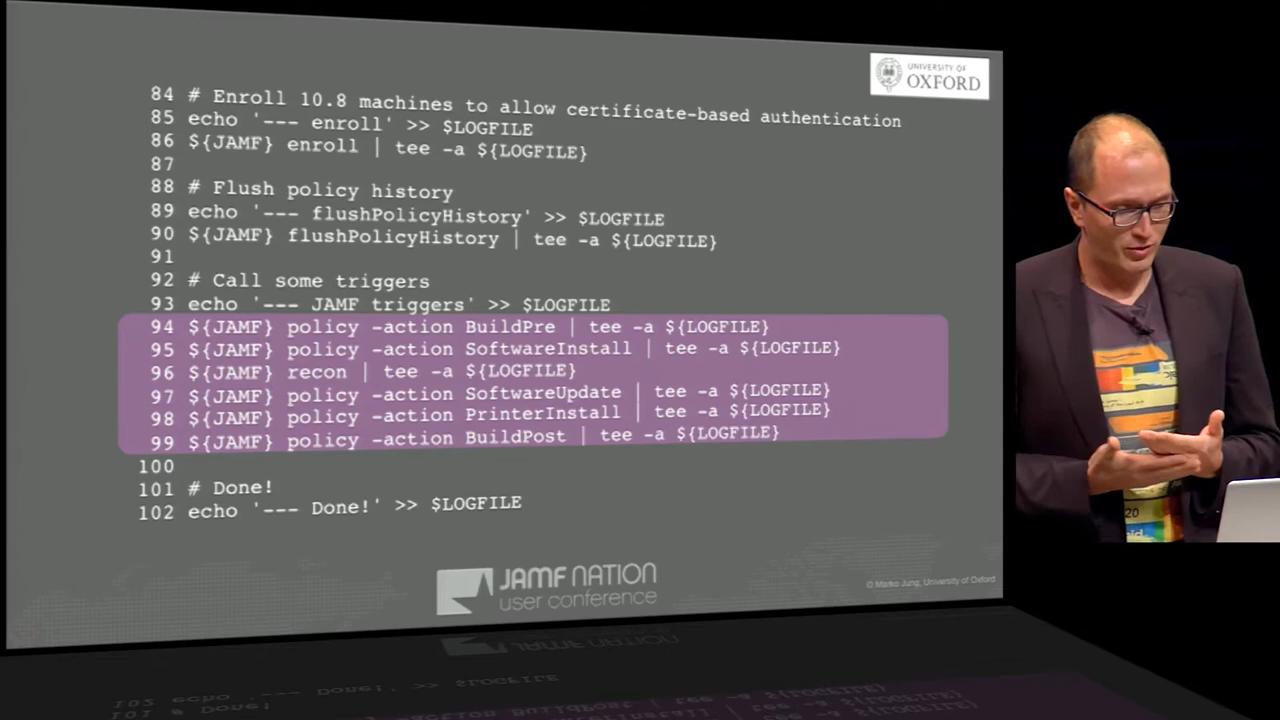 UNIVERSITY OF
OXFORD
84 # Enroll 10.8 machines to allow certificate-based authentication
85 echo '--- enroll' >> $LOGFILE
86 ${JAMF} enroll | tee -a ${LOGFILE}
87
88 # Flush policy history
89 echo '--- flushPolicyHistory' >> $LOGFILE
90 ${JAMF} flushPolicyHistory | tee -a ${LOGFILE}
91
92 # Call some triggers
93 echo '--- JAMF triggers' >> $LOGFILE
94 ${JAMF} policy -action BuildPre | tee -a ${LOGFILE}
95 ${JAMF} policy -action SoftwareInstall | tee -a ${LOGFILE}
96 ${JAMF} recon | tee -a ${LOGFILE}
97 ${JAMF} policy -action SoftwareUpdate | tee -a ${LOGFILE}
98 ${JAMF} policy -action PrinterInstall | tee -a ${LOGFILE}
99 ${JAMF} policy -action BuildPost | tee -a ${LOGFILE}
100
101 # Done!
102 echo '--- Done!' >> $LOGFILE
JAMF NATION
user conference
© Marko Jung, University of Oxford
20